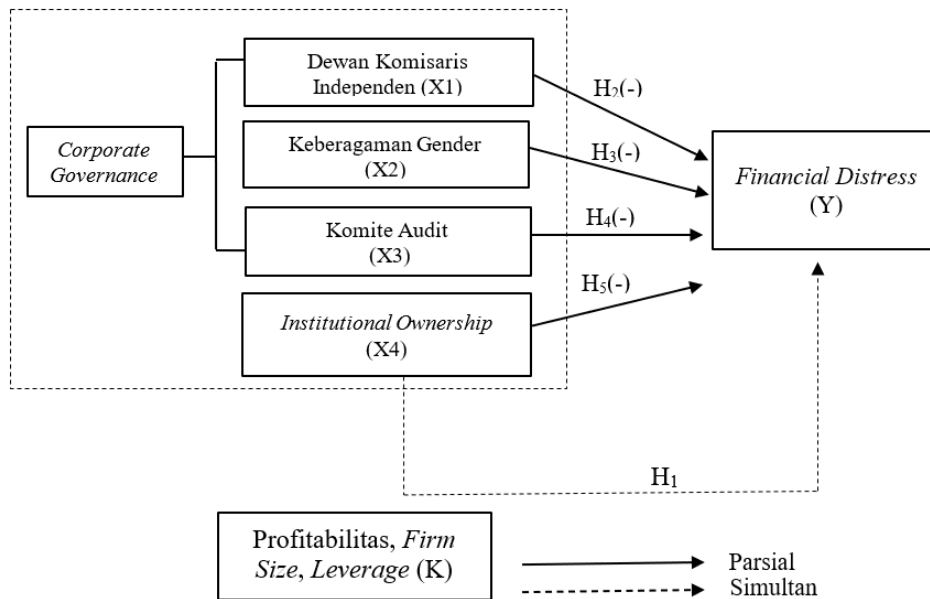 Dewan Komisaris
Independen (X1)
H2(-)
Corporate
Governance
Keberagaman Gender
(X2)
H3(-)
Financial Distress
(Y)
Komite Audit
(X3)
H4(-)
Institutional Ownership
(X4)
H5(-)
H1
Profitabilitas, Firm
Size, Leverage (K)
Parsial
Simultan